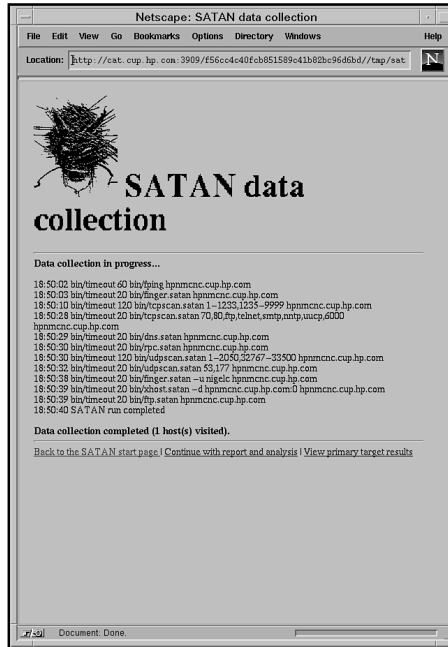 Netscape: SATAN data collection
File Edit View Go Bookmarks Options Directory Windows Help
Location: http://cat.cup.hp.com:3909/f56cc4c40fcb851589c41b82bc96d6bd//tmp/sat
N
SATAN data
collection
Data collection in progress...
18:50:02 bin/timeout 60 bin/fping hpnmcnc.cup.hp.com
18:50:03 bin/timeout 20 bin/finger.satan hpnmcnc.cup.hp.com
18:50:10 bin/timeout 120 bin/tcpscan.satan 1-1233,1235-9999 hpnmcnc.cup.hp.com
18:50:28 bin/timeout 20 bin/tcpscan.satan 70,80,ftp,telnet,smtp,nntp,uucp,6000
hpnmcnc.cup.hp.com
18:50:29 bin/timeout 20 bin/dns.satan hpnmcnc.cup.hp.com
18:50:30 bin/timeout 20 bin/rpc.satan hpnmcnc.cup.hp.com
18:50:30 bin/timeout 120 bin/udpscan.satan 1-2050,32767-33500 hpnmcnc.cup.hp.com
18:50:32 bin/timeout 20 bin/udpscan.satan 53,177 hpnmcnc.cup.hp.com
18:50:38 bin/timeout 20 bin/finger.satan -u nigelc hpnmcnc.cup.hp.com
18:50:39 bin/timeout 20 bin/xhost.satan -d hpnmcnc.cup.hp.com:0 hpnmcnc.cup.hp.com
18:50:39 bin/timeout 20 bin/ftp.satan hpnmcnc.cup.hp.com
18:50:40 SATAN run completed
Data collection completed (1 host(s) visited).
Back to the SATAN start page | Continue with report and analysis | View primary target results
Document: Done.